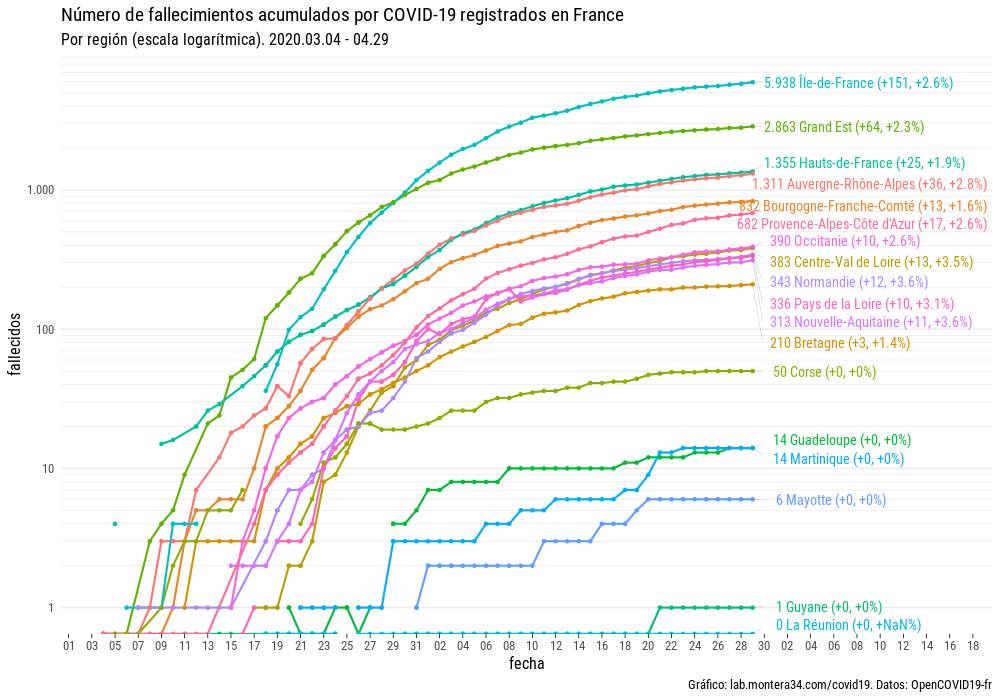 Número de fallecimientos acumulados por COVID-19 registrados en France
Por región (escala logarítmica). 2020.03.04 - 04.29
fallecidos
1.000
100
10
1
5.938 Île-de-France (+151, +2.6%)
2.863 Grand Est (+64, +2.3%)
1.355 Hauts-de-France (+25, +1.9%)
1.311 Auvergne-Rhône-Alpes (+36, +2.8%)
832 Bourgogne-Franche-Comté (+13, +1.6%)
682 Provence-Alpes-Côte d'Azur (+17, +2.6%)
390 Occitanie (+10, +2.6%)
383 Centre-Val de Loire (+13, +3.5%)
343 Normandie (+12, +3.6%)
336 Pays de la Loire (+10, +3.1%)
313 Nouvelle-Aquitaine (+11, +3.6%)
210 Bretagne (+3, +1.4%)
50 Corse (+0, +0%)
14 Guadeloupe (+0, +0%)
14 Martinique (+0, +0%)
6 Mayotte (+0, +0%)
1 Guyane (+0, +0%)
0 La Réunion (+0, +NaN%)
01 03 05 07 09 11 13 15 17 19 21 23 25 27 29 31 02 04 06 08 10 12 14 16 18 20 22 24 26 28 30 02 04 06 08 10 12 14 16 18
fecha
Gráfico: lab.montera34.com/covid19. Datos: OpenCOVID19-fr